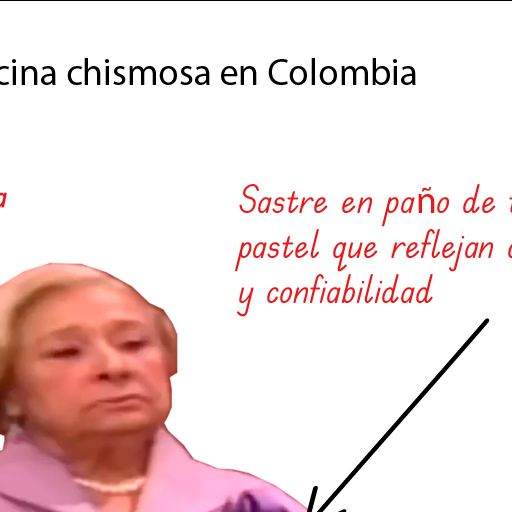 cina chismosa en Colombia
a
Sastre en paño de
pastel que reflejan
y confiabilidad